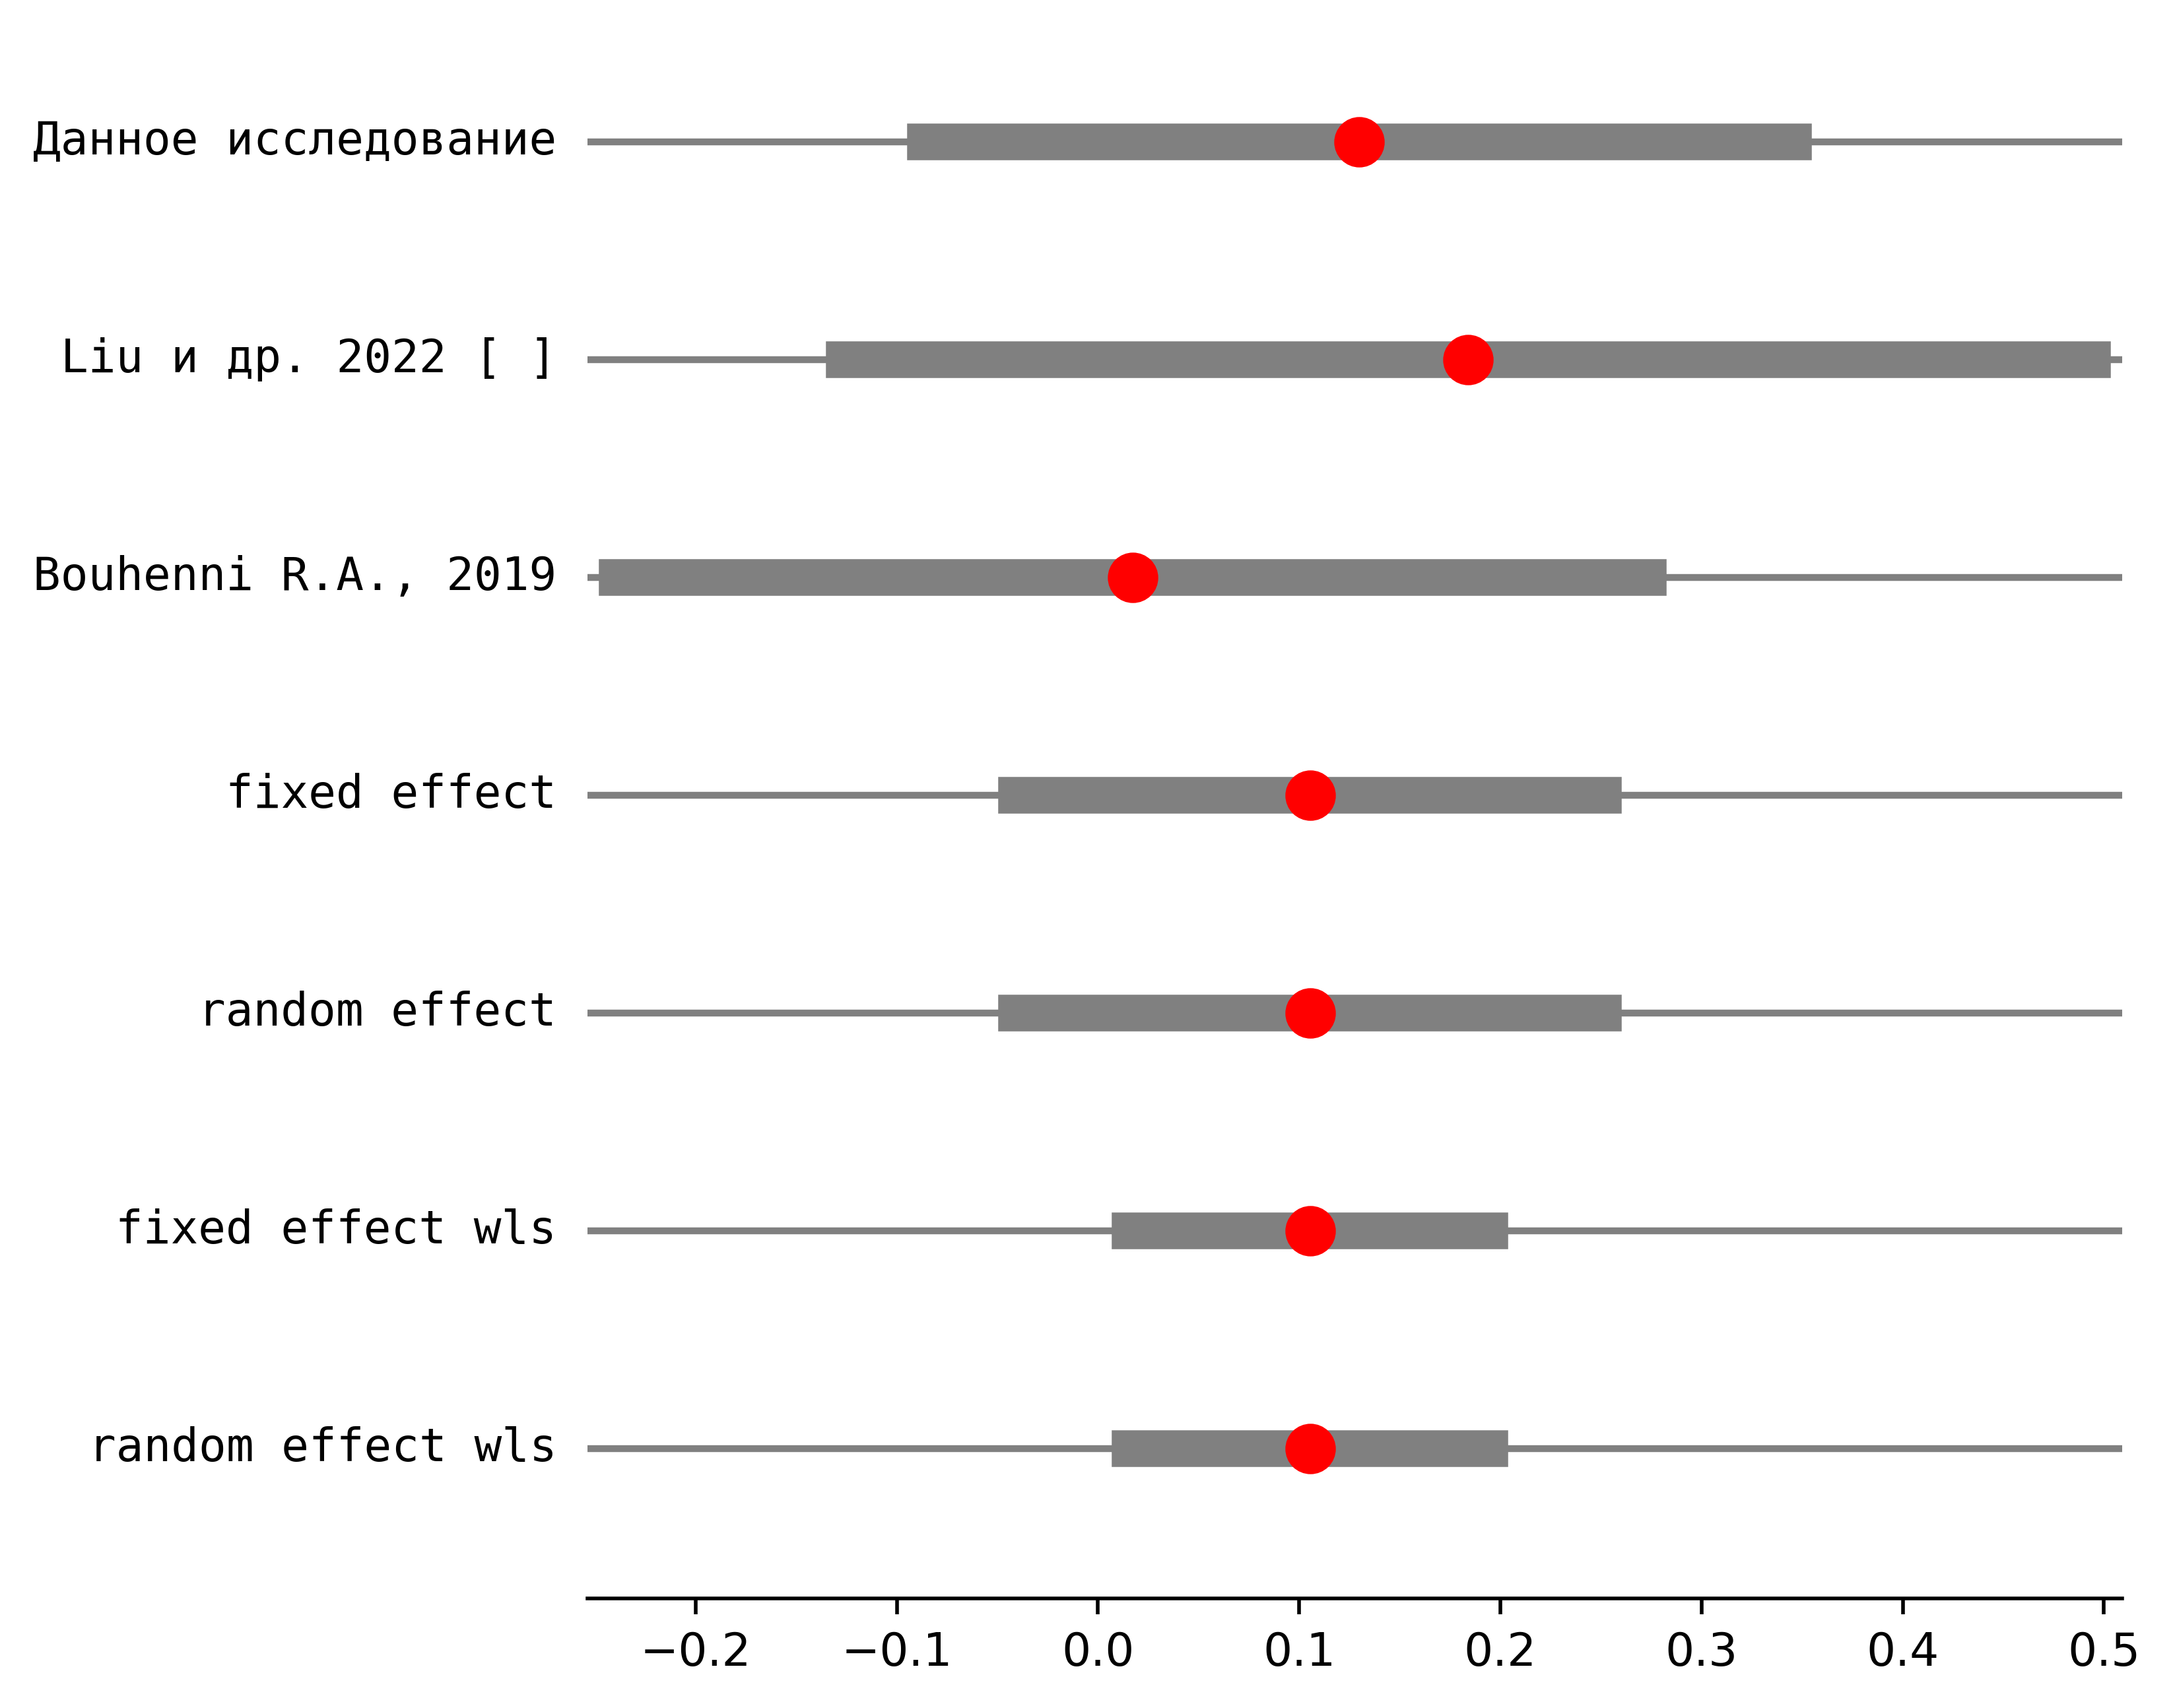 Данное исследование
Liu и др. 2022 [ ]
Bouhenni R.A., 2019
fixed effect
random effect
fixed effect wls
random effect wls
−0.2 −0.1 0.0 0.1 0.2 0.3 0.4 0.5